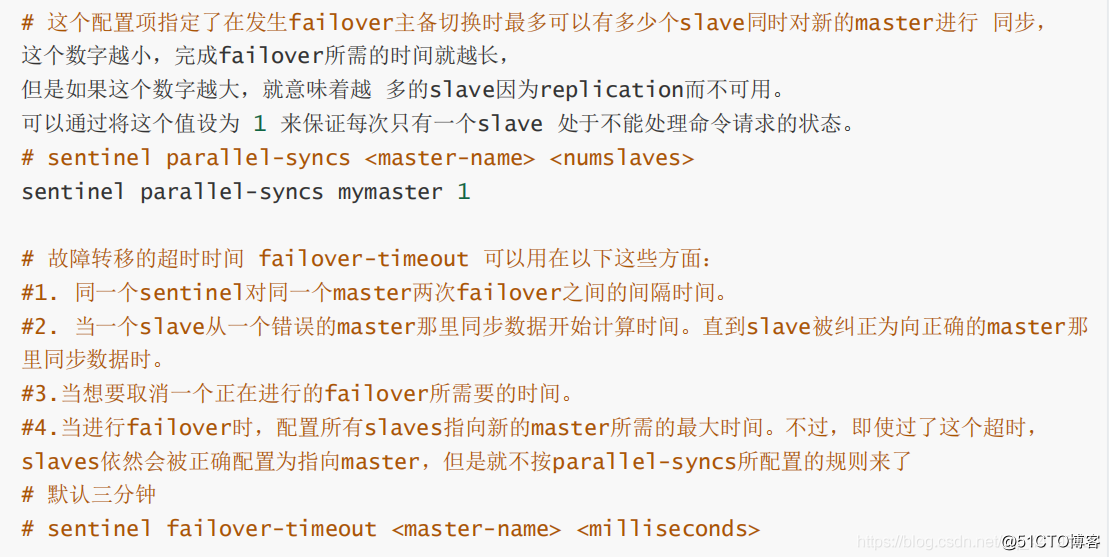 # 这个配置项指定了在发生failover主备切换时最多可以有多少个slave同时对新的master进行 同步，
这个数字越小，完成failover所需的时间就越长，
但是如果这个数字越大，就意味着越 多的slave因为replication而不可用。
可以通过将这个值设为 1 来保证每次只有一个slave 处于不能处理命令请求的状态。
# sentinel parallel-syncs <master-name> <numslaves>
sentinel parallel-syncs mymaster 1
# 故障转移的超时时间 failover-timeout 可以用在以下这些方面：
#1. 同一个sentinel对同一个master两次failover之间的间隔时间。
#2. 当一个slave从一个错误的master那里同步数据开始计算时间。直到slave被纠正为向正确的master那
里同步数据时。
#3.当想要取消一个正在进行的failover所需要的时间。
#4.当进行failover时，配置所有slaves指向新的master所需的最大时间。不过，即使过了这个超时，
slaves依然会被正确配置为指向master，但是就不按parallel-syncs所配置的规则来了
# 默认三分钟
# sentinel failover-timeout <master-name> <milliseconds>
https://blog.csdn.net
@51CTO博客